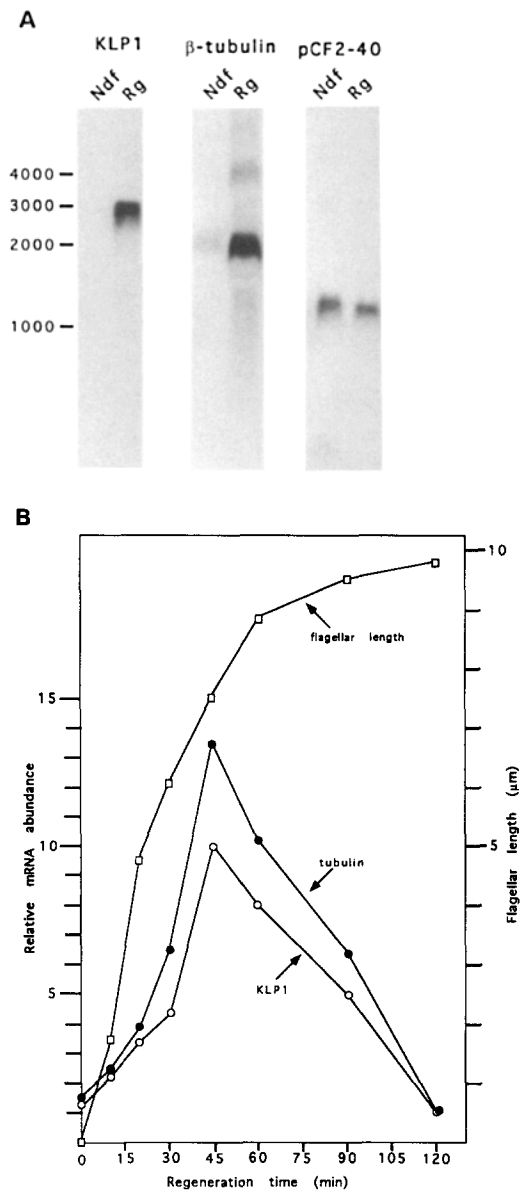 A
KLP1 β-tubulin pCF2-40
Ndf Rg Ndf Rg Ndf Rg
4000
3000
2000
1000
B
10
flagellar length
15
Relative mRNA abundance
10
5
tubulin
Flagellar length (μm)
5
KLP1
0 15 30 45 60 75 90 105 120
Regeneration time (min)